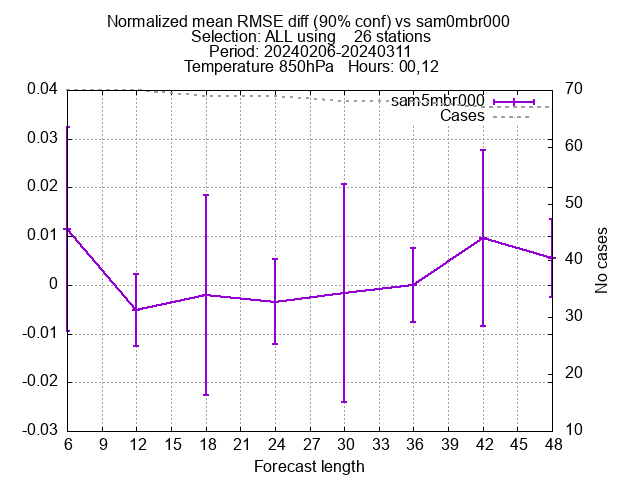 Normalized mean RMSE diff (90% conf) vs sam0mbr000
Selection: ALL using    26 stations
Period: 20240206-20240311
Temperature 850hPa   Hours: 00,12
sam5mbr000
Cases
0.04
0.03
0.02
0.01
0
-0.01
-0.02
-0.03
70
60
50
40
30
20
10
No cases
6 9 12 15 18 21 24 27 30 33 36 39 42 45 48
Forecast length